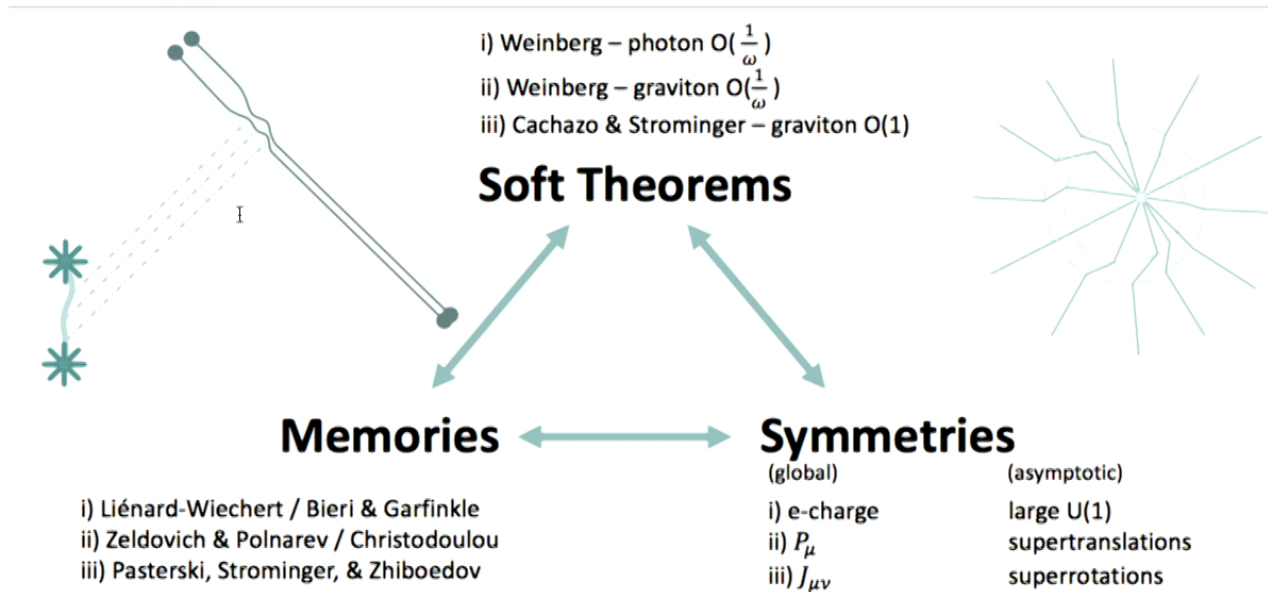 i) Weinberg – photon O(1/ω)
ii) Weinberg – graviton O(1/ω)
iii) Cachazo & Strominger – graviton O(1)
Soft Theorems
Memories
i) Liénard-Wiechert / Bieri & Garfinkle
ii) Zeldovich & Polnarev / Christodoulou
iii) Pasterski, Strominger, & Zhiboedov
Symmetries
(global) (asymptotic)
i) e-charge large U(1)
ii) P_μ supertranslations
iii) J_μν superrotations